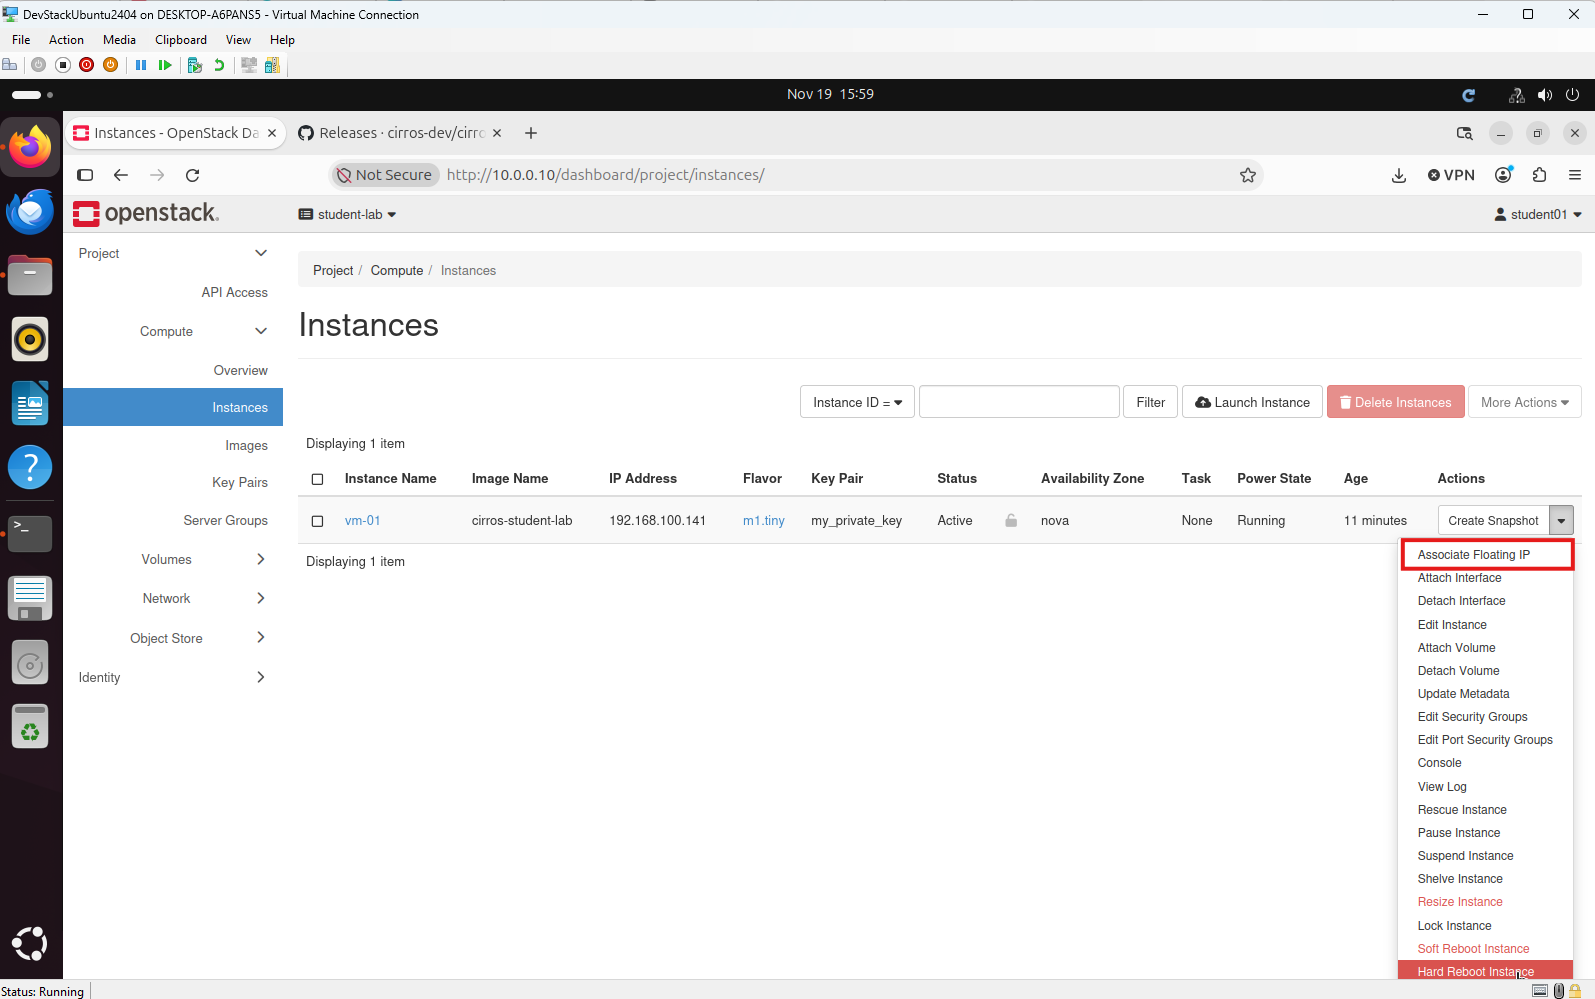 DevStackUbuntu2404 on DESKTOP-A6PANS5 - Virtual Machine Connection
File Action Media Clipboard View Help
Nov 19 15:59
Instances - OpenStack Da
Releases · cirros-dev/cirro
Not Secure http://10.0.0.10/dashboard/project/instances/
VPN
openstack.
student-lab
student01
Project
API Access
Compute
Overview
Instances
Images
Key Pairs
Server Groups
Volumes
Network
Object Store
Identity
Project / Compute / Instances
Instances
Instance ID = Filter Launch Instance Delete Instances More Actions
Displaying 1 item
Instance Name Image Name IP Address Flavor Key Pair Status Availability Zone Task Power State Age Actions
vm-01 cirros-student-lab 192.168.100.141 m1.tiny my_private_key Active nova None Running 11 minutes Create Snapshot
Displaying 1 item
Associate Floating IP
Attach Interface
Detach Interface
Edit Instance
Attach Volume
Detach Volume
Update Metadata
Edit Security Groups
Edit Port Security Groups
Console
View Log
Rescue Instance
Pause Instance
Suspend Instance
Shelve Instance
Resize Instance
Lock Instance
Soft Reboot Instance
Hard Reboot Instance
Status: Running